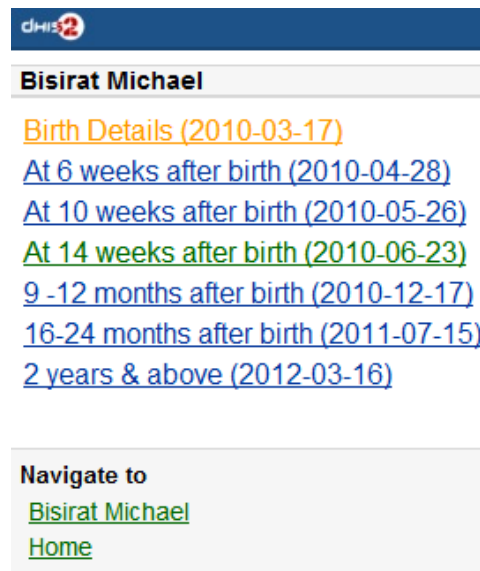 dHIS2
Bisirat Michael
Birth Details (2010-03-17)
At 6 weeks after birth (2010-04-28)
At 10 weeks after birth (2010-05-26)
At 14 weeks after birth (2010-06-23)
9 -12 months after birth (2010-12-17)
16-24 months after birth (2011-07-15)
2 years & above (2012-03-16)
Navigate to
Bisirat Michael
Home